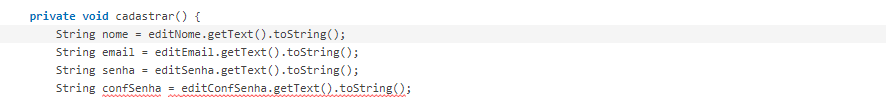 private void cadastrar() {
String nome = editNome.getText().toString();
String email = editEmail.getText().toString();
String senha = editSenha.getText().toString();
String confSenha = editConfSenha.getText().toString();